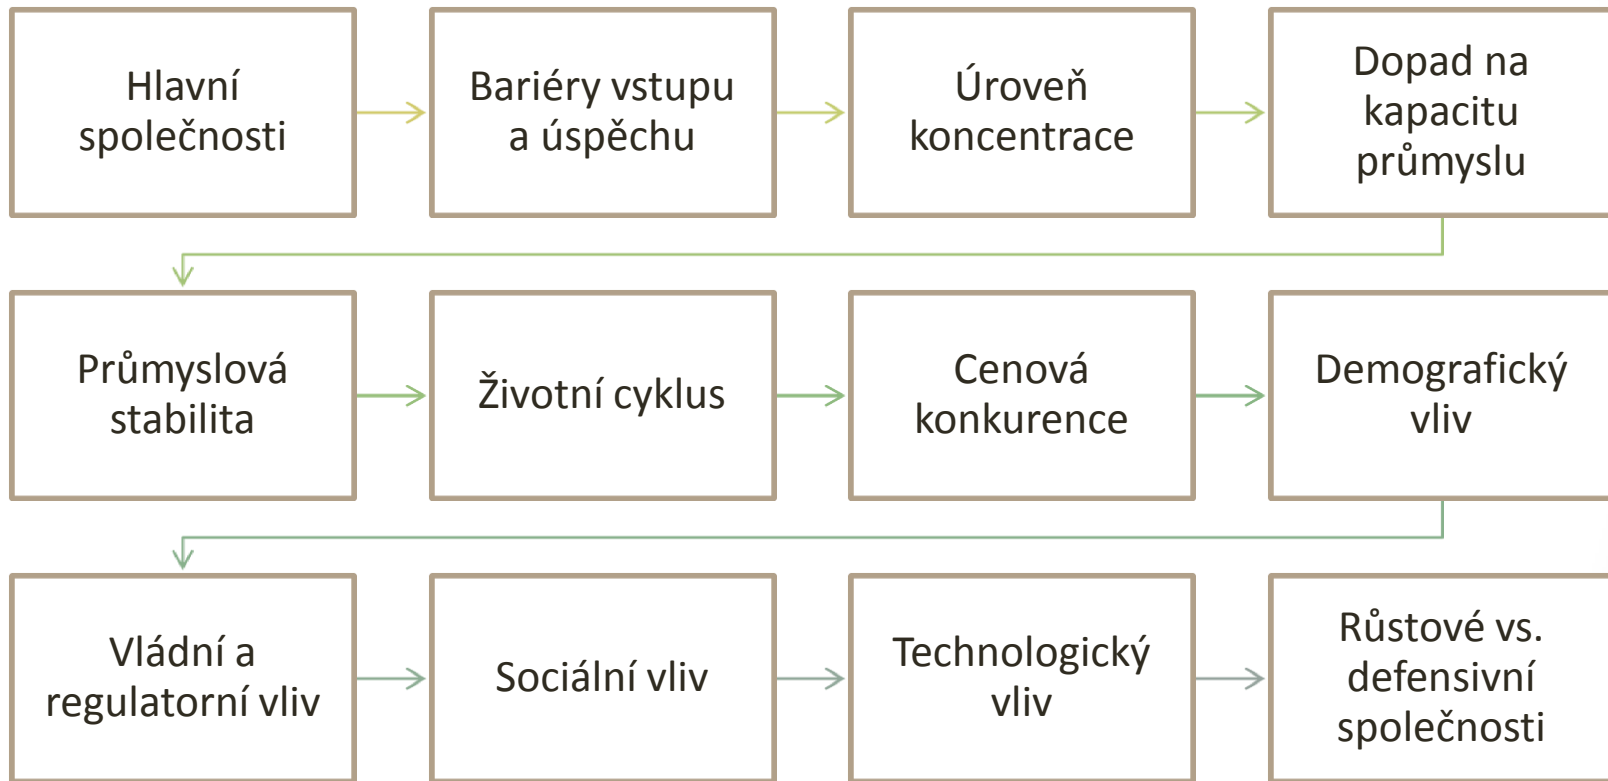 Hlavní
společnosti
Bariéry vstupu
a úspěchu
Úroveň
koncentrace
Dopad na
kapacitu
průmyslu
Průmyslová
stabilita
Životní cyklus
Cenová
konkurence
Demografický
vliv
Vládní a
regulatorní vliv
Sociální vliv
Technologický
vliv
Růstové vs.
defensivní
společnosti